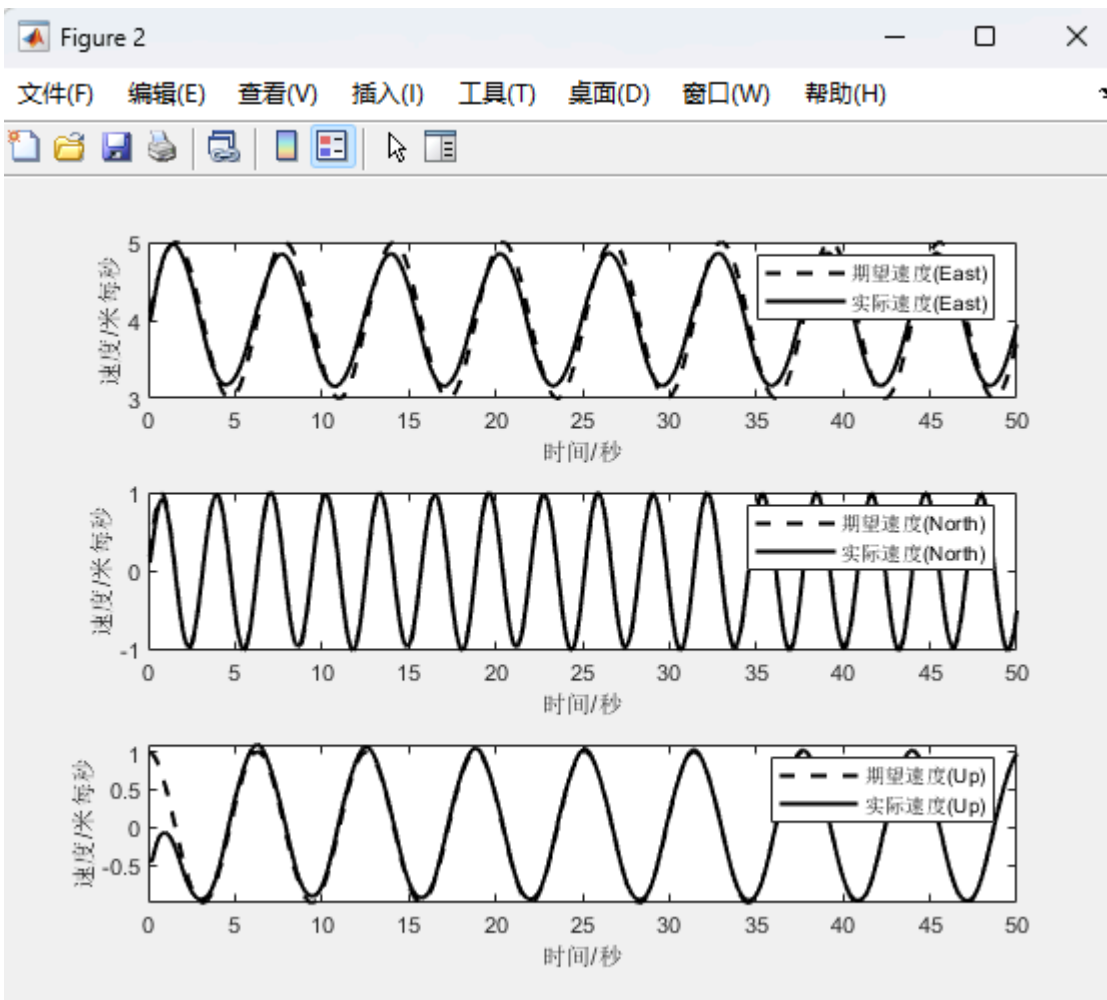 Figure 2
文件(F) 编辑(E) 查看(V) 插入(I) 工具(T) 桌面(D) 窗口(W) 帮助(H)
速度/米每秒
5
4
3
期望速度(East)
实际速度(East)
0 5 10 15 20 25 30 35 40 45 50
时间/秒
速度/米每秒
1
0
-1
期望速度(North)
实际速度(North)
0 5 10 15 20 25 30 35 40 45 50
时间/秒
速度/米每秒
1
0.5
0
-0.5
期望速度(Up)
实际速度(Up)
0 5 10 15 20 25 30 35 40 45 50
时间/秒